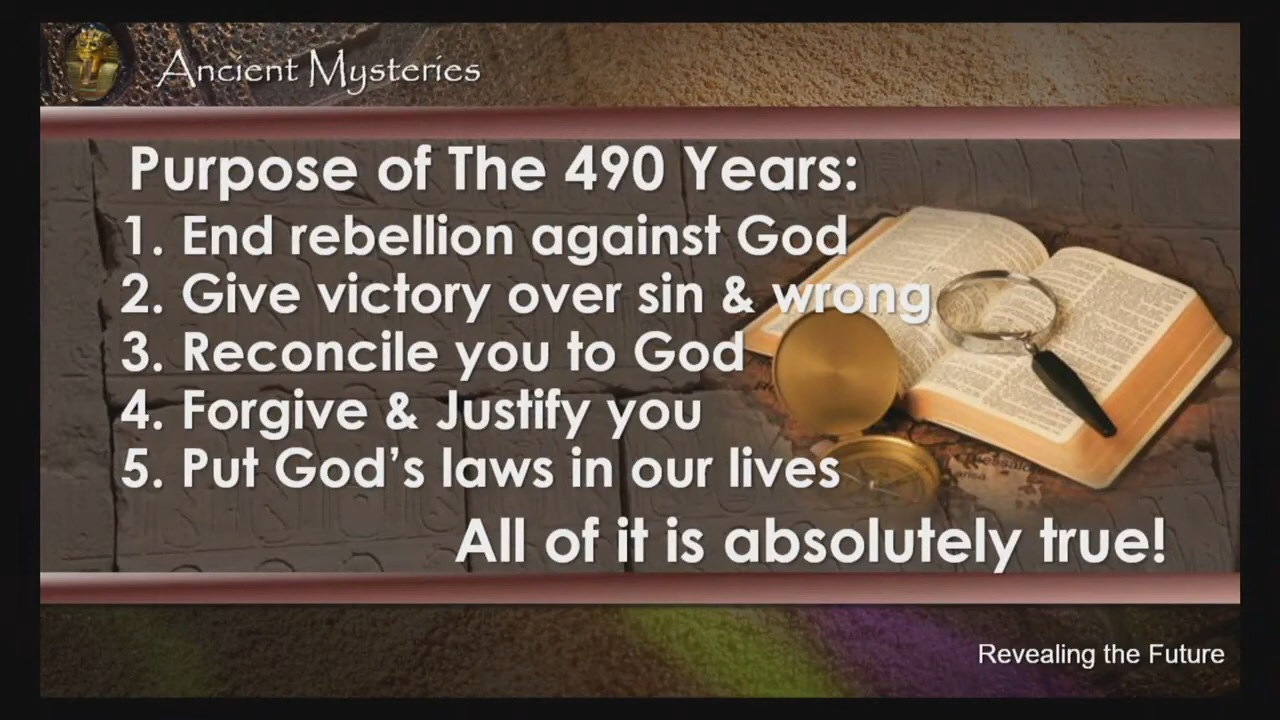 Ancient Mysteries
Purpose of The 490 Years:
1. End rebellion against God
2. Give victory over sin & wrong
3. Reconcile you to God
4. Forgive & Justify you
5. Put God's laws in our lives
All of it is absolutely true!
Revealing the Future